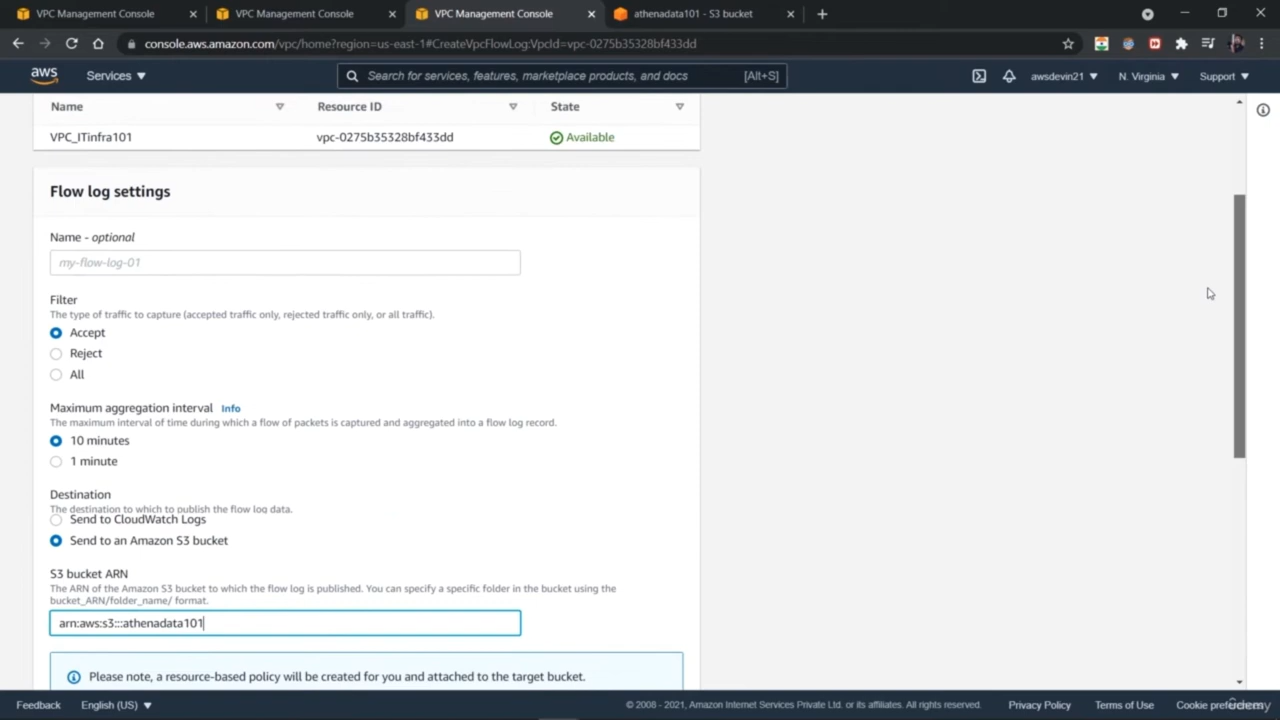 VPC Management Console
VPC Management Console
VPC Management Console
athenadata101 - S3 bucket
console.aws.amazon.com/vpc/home?region=us-east-1#CreateVpcFlowLog:VpcId=vpc-0275b35328bf433dd
aws Services Search for services, features, marketplace products, and docs [Alt+S] awsdevin21 N. Virginia Support
Name Resource ID State
VPC_ITinfra101 vpc-0275b35328bf433dd Available
Flow log settings
Name - optional
my-flow-log-01
Filter
The type of traffic to capture (accepted traffic only, rejected traffic only, or all traffic).
Accept
Reject
All
Maximum aggregation interval Info
The maximum interval of time during which a flow of packets is captured and aggregated into a flow log record.
10 minutes
1 minute
Destination
The destination to which to publish the flow log data.
Send to CloudWatch Logs
Send to an Amazon S3 bucket
S3 bucket ARN
The ARN of the Amazon S3 bucket to which the flow log is published. You can specify a specific folder in the bucket using the
bucket_ARN/folder_name/ format.
arn:aws:s3:::athenadata101
Please note, a resource-based policy will be created for you and attached to the target bucket.
Feedback English (US) © 2008 - 2021, Amazon Internet Services Private Ltd. or its affiliates. All rights reserved. Privacy Policy Terms of Use Cookie